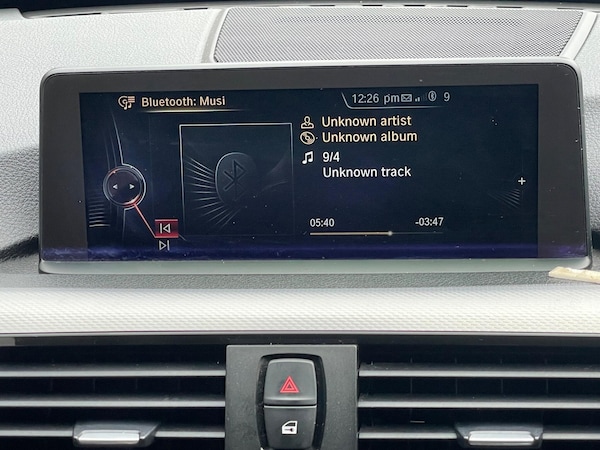 Bluetooth: Musi
12:26 pm 9
Unknown artist
Unknown album
9/4
Unknown track
05:40 -03:47